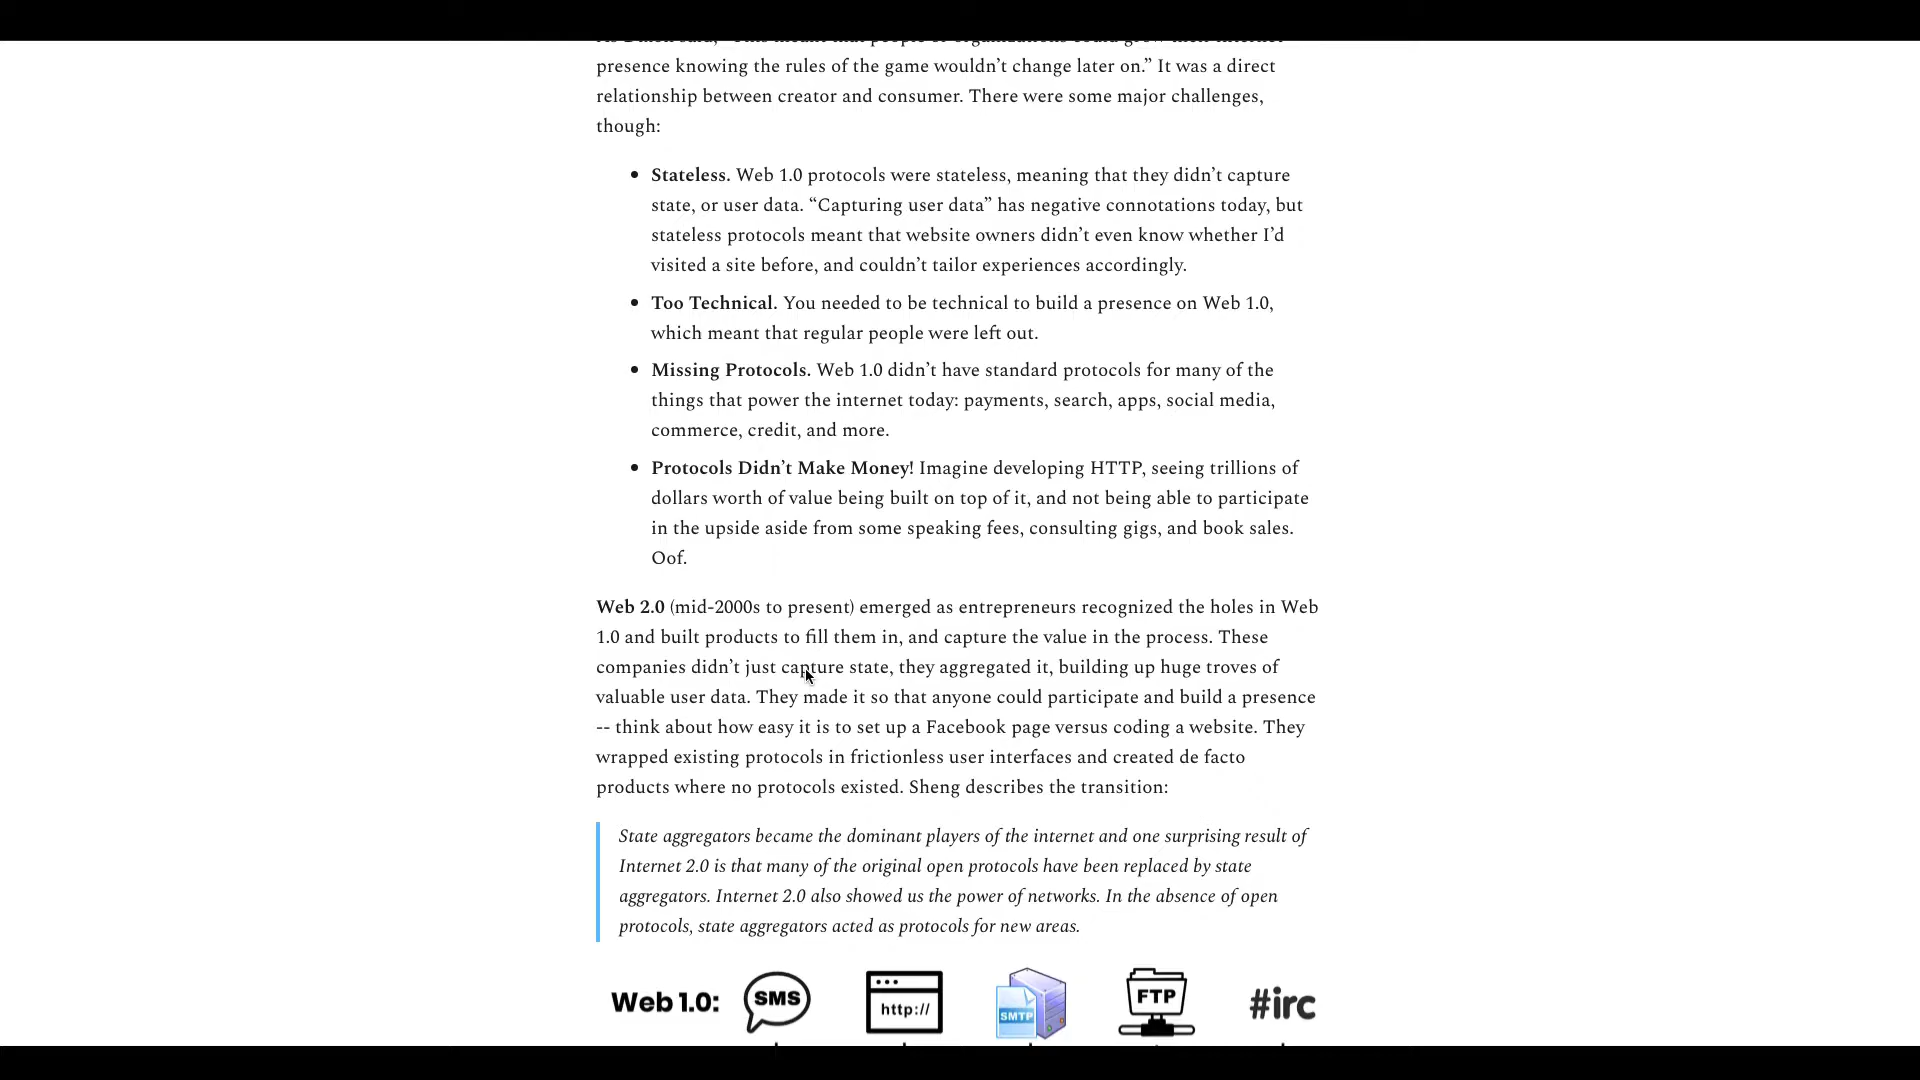 presence knowing the rules of the game wouldn’t change later on.” It was a direct
relationship between creator and consumer. There were some major challenges,
though:
• Stateless. Web 1.0 protocols were stateless, meaning that they didn’t capture
state, or user data. “Capturing user data” has negative connotations today, but
stateless protocols meant that website owners didn’t even know whether I’d
visited a site before, and couldn’t tailor experiences accordingly.
• Too Technical. You needed to be technical to build a presence on Web 1.0,
which meant that regular people were left out.
• Missing Protocols. Web 1.0 didn’t have standard protocols for many of the
things that power the internet today: payments, search, apps, social media,
commerce, credit, and more.
• Protocols Didn’t Make Money! Imagine developing HTTP, seeing trillions of
dollars worth of value being built on top of it, and not being able to participate
in the upside aside from some speaking fees, consulting gigs, and book sales.
Oof.
Web 2.0 (mid-2000s to present) emerged as entrepreneurs recognized the holes in Web
1.0 and built products to fill them in, and capture the value in the process. These
companies didn’t just capture state, they aggregated it, building up huge troves of
valuable user data. They made it so that anyone could participate and build a presence
-- think about how easy it is to set up a Facebook page versus coding a website. They
wrapped existing protocols in frictionless user interfaces and created de facto
products where no protocols existed. Sheng describes the transition:
State aggregators became the dominant players of the internet and one surprising result of
Internet 2.0 is that many of the original open protocols have been replaced by state
aggregators. Internet 2.0 also showed us the power of networks. In the absence of open
protocols, state aggregators acted as protocols for new areas.
Web 1.0: SMS http:// SMTP FTP #irc